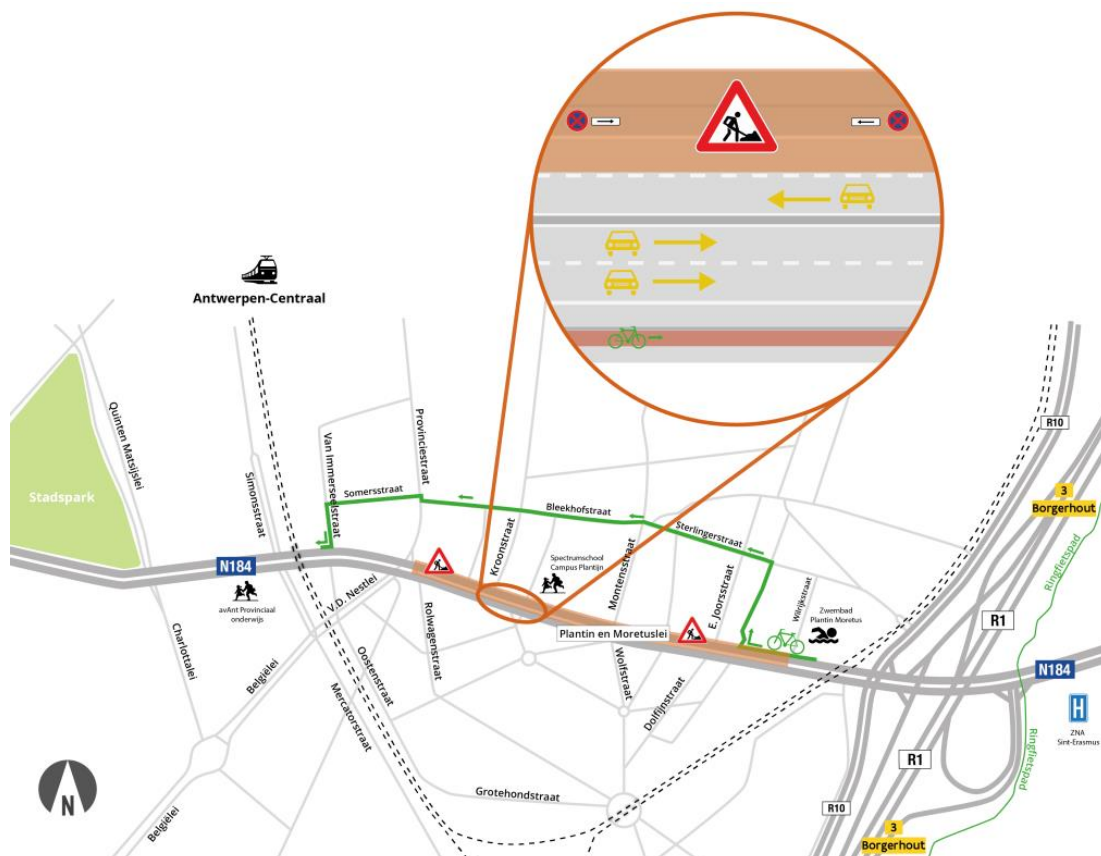 Antwerpen-Centraal
Quinten Matsijslei
Stadspark
Simonsstraat
Van Immerseelstraat
Provinciestraat
Somersstraat
Bleekhofstraat
Sterlingerstraat
Kroonstraat
Spectrumschool
Campus Plantijn
Montensstraat
E. Joorsstraat
Wilrijkstraat
Zwembad
Plantin Moretus
R10
3
Borgerhout
Ringfietspad
R1
N184
N184
avAnt Provinciaal
onderwijs
V.D. Nestlei
Rolwagenstraat
Plantin en Moretuslei
Wolfstraat
Dolfijnstraat
Charlottalei
Belgiëlei
Oostenstraat
Mercatorstraat
H
ZNA
Sint-Erasmus
Ringfietspad
R1
Grotehondstraat
R10
N
Belgiëlei
3
Borgerhout